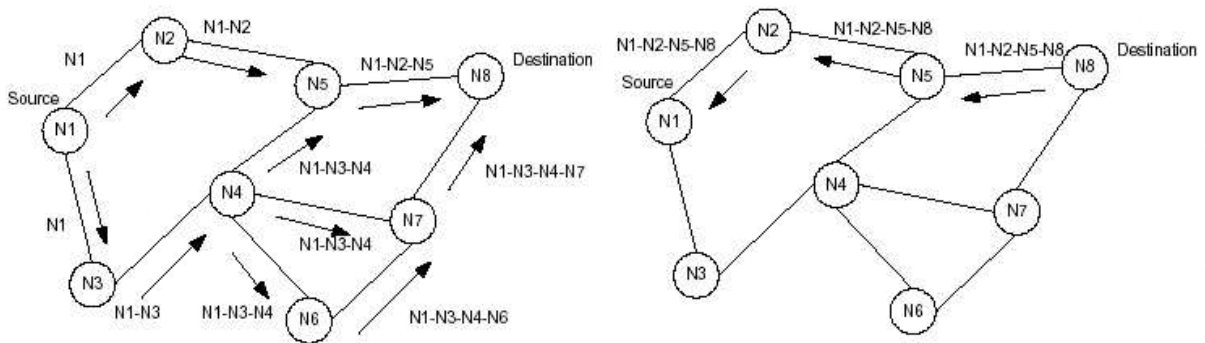 N1-N2
N2
N1
N1-N2-N5
Destination
N5
N8
Source
N1
N1-N3-N4
N1-N3-N4-N7
N4
N7
N1
N1-N3-N4
N3
N1-N3
N1-N3-N4
N6
N1-N3-N4-N6
N2
N1-N2-N5-N8
N1-N2-N5-N8
N1-N2-N5-N8
Destination
N5
N8
Source
N1
N4
N7
N3
N6